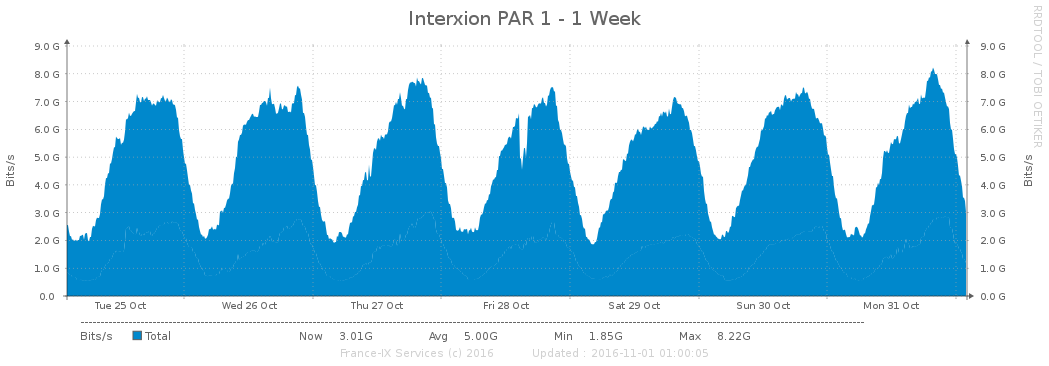 Interxion PAR 1 - 1 Week
RRDTOOL / TOBI OETIKER
Bits/s
9.0 G 9.0 G
8.0 G 8.0 G
7.0 G 7.0 G
6.0 G 6.0 G
5.0 G 5.0 G
4.0 G 4.0 G
3.0 G 3.0 G
2.0 G 2.0 G
1.0 G 1.0 G
0.0 0.0 G
Bits/s
Tue 25 Oct Wed 26 Oct Thu 27 Oct Fri 28 Oct Sat 29 Oct Sun 30 Oct Mon 31 Oct
Bits/s Total Now 3.01G Avg 5.00G Min 1.85G Max 8.22G
France-IX Services (c) 2016 Updated : 2016-11-01 01:00:05